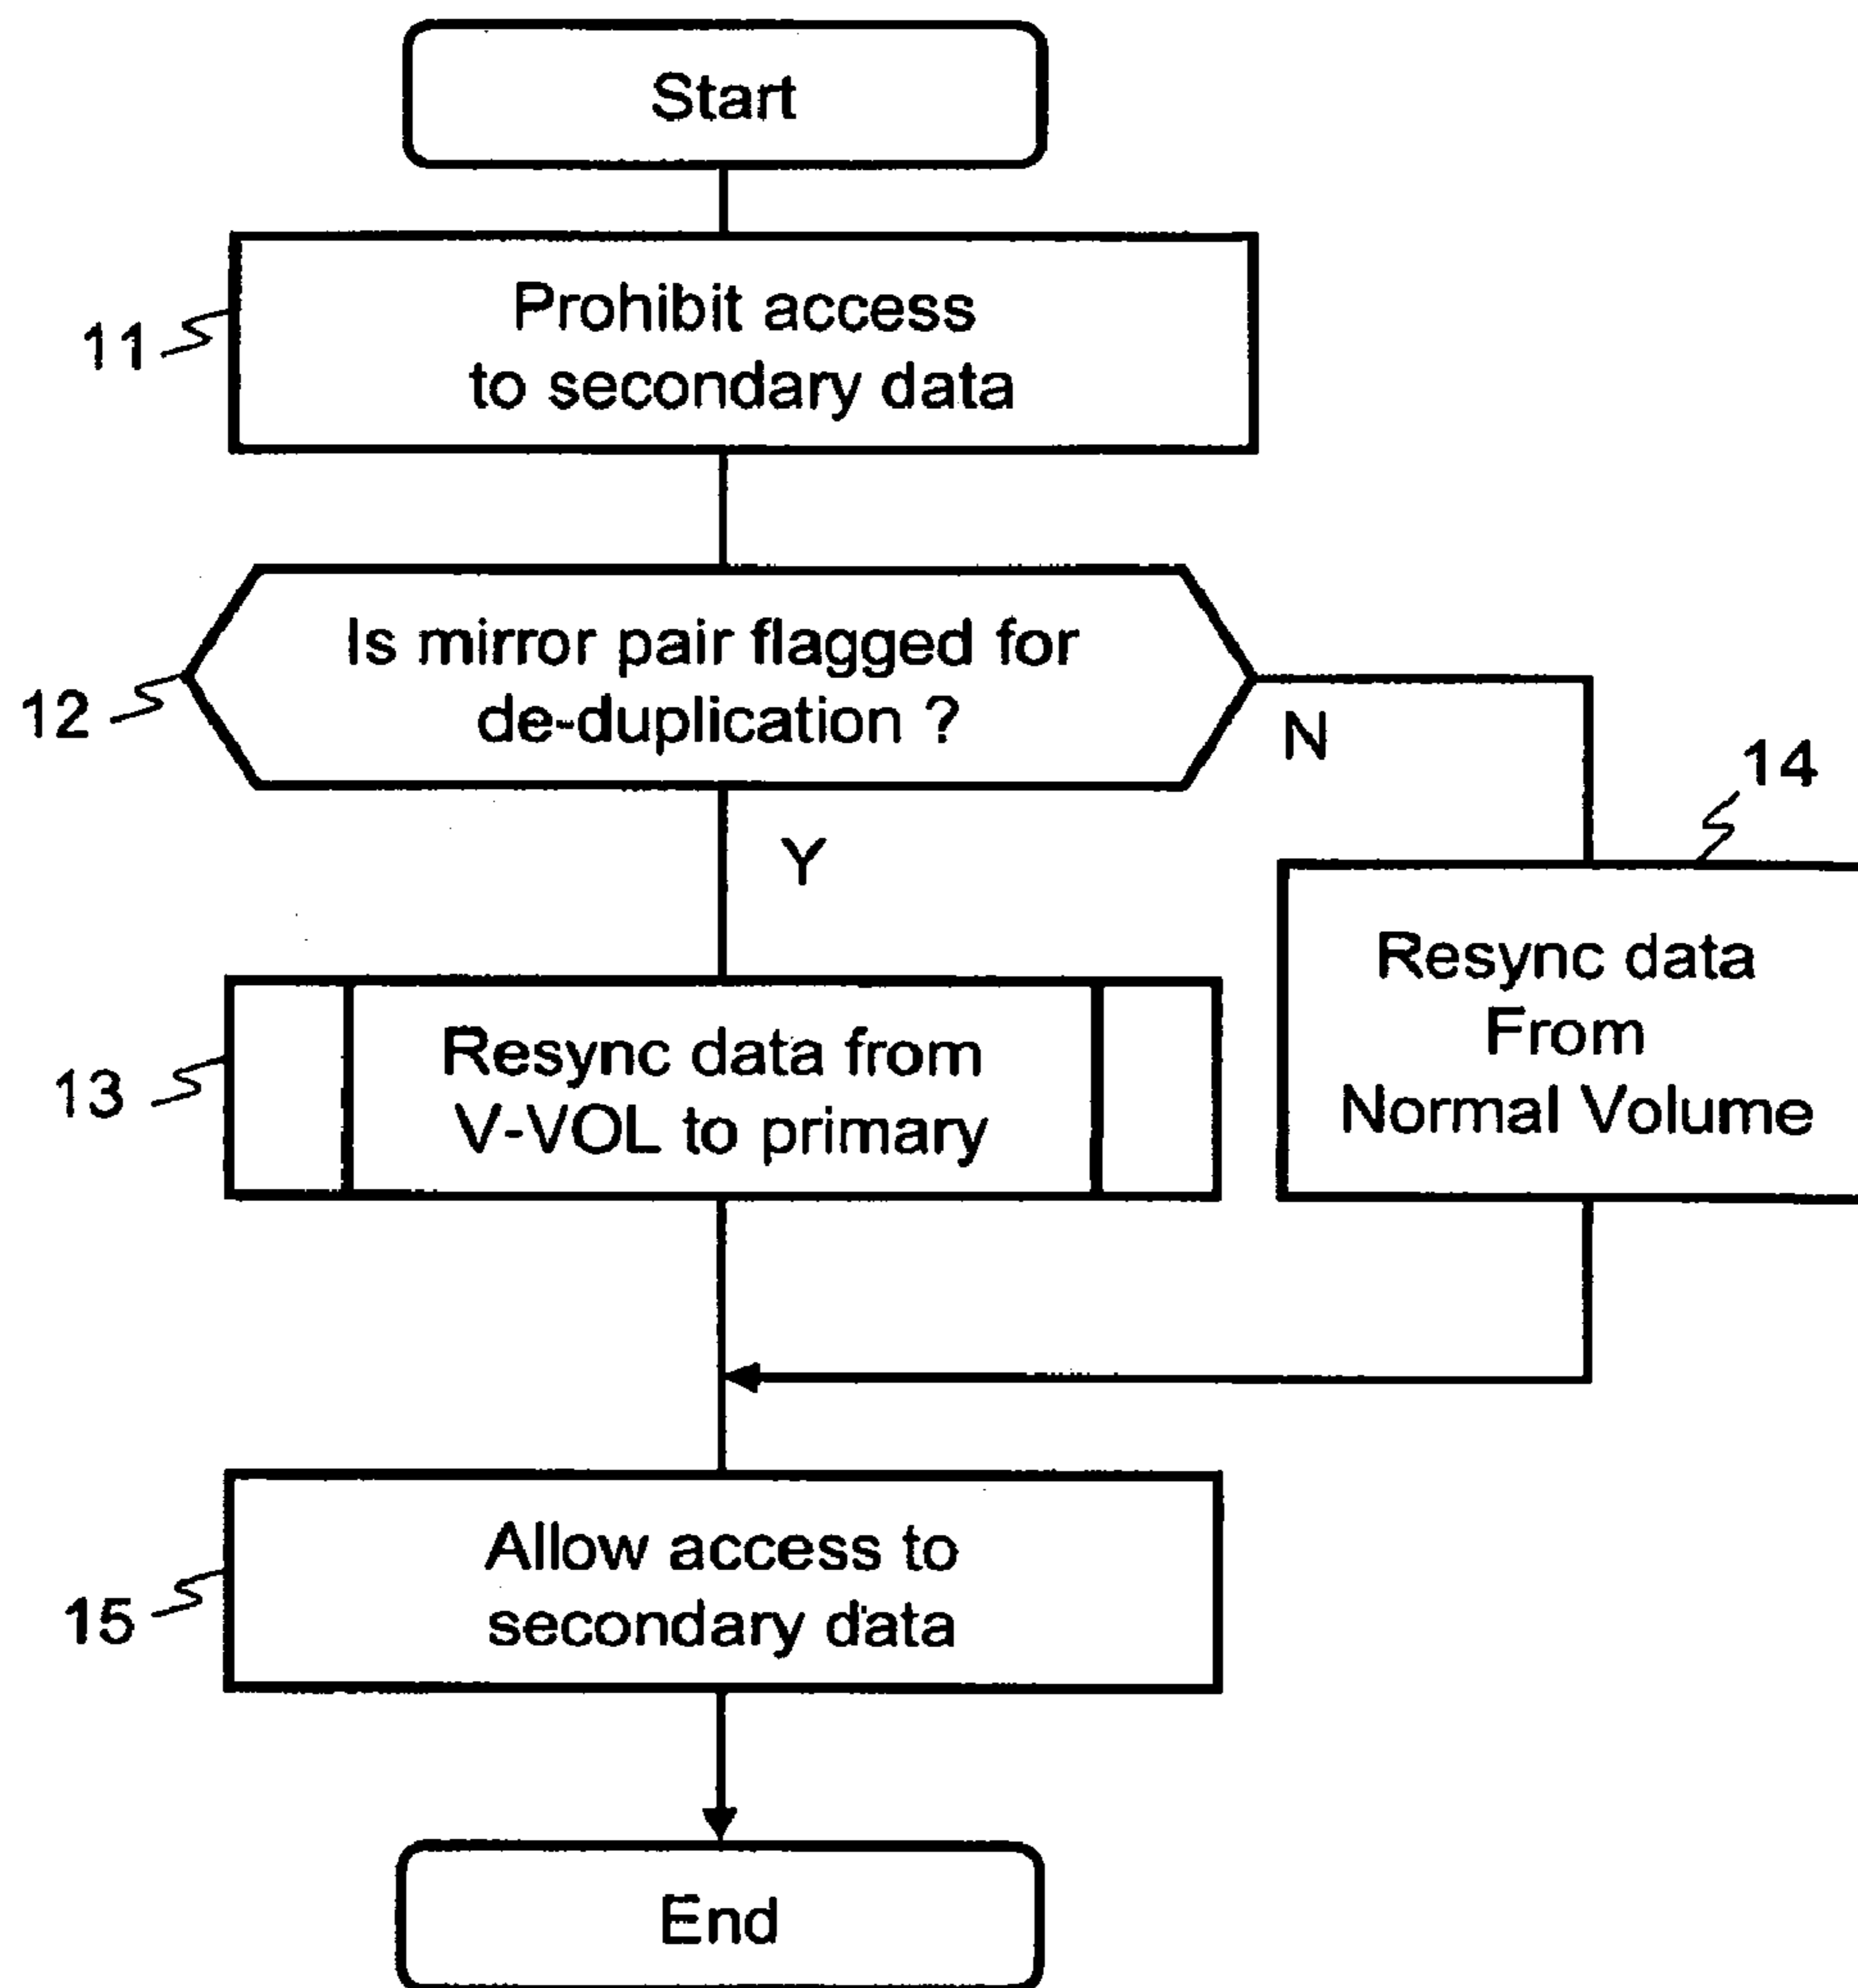 Start
11
Prohibit access
to secondary data
12
Is mirror pair flagged for
de-duplication ?
N
Y
14
Resync data
From
Normal Volume
13
Resync data from
V-VOL to primary
15
Allow access to
secondary data
End